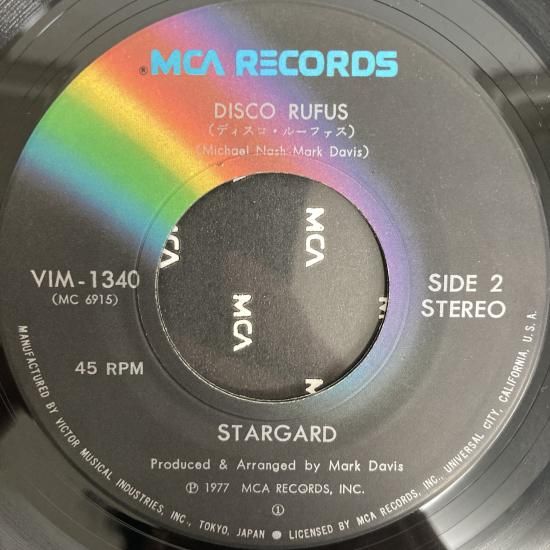 ® MCA RECORDS
DISCO RUFUS
(ディスコ・ルーファス)
(Michael Nash Mark Davis)
MCA
MCA
MCA
VIM-1340
(MC 6915)
SIDE 2
STEREO
45 RPM
STARGARD
Produced & Arranged by Mark Davis
℗ 1977 MCA RECORDS, INC.
①
MANUFACTURED BY VICTOR MUSICAL INDUSTRIES, INC., TOKYO, JAPAN ● LICENSED BY MCA RECORDS, INC., UNIVERSAL CITY, CALIFORNIA, U.S.A.